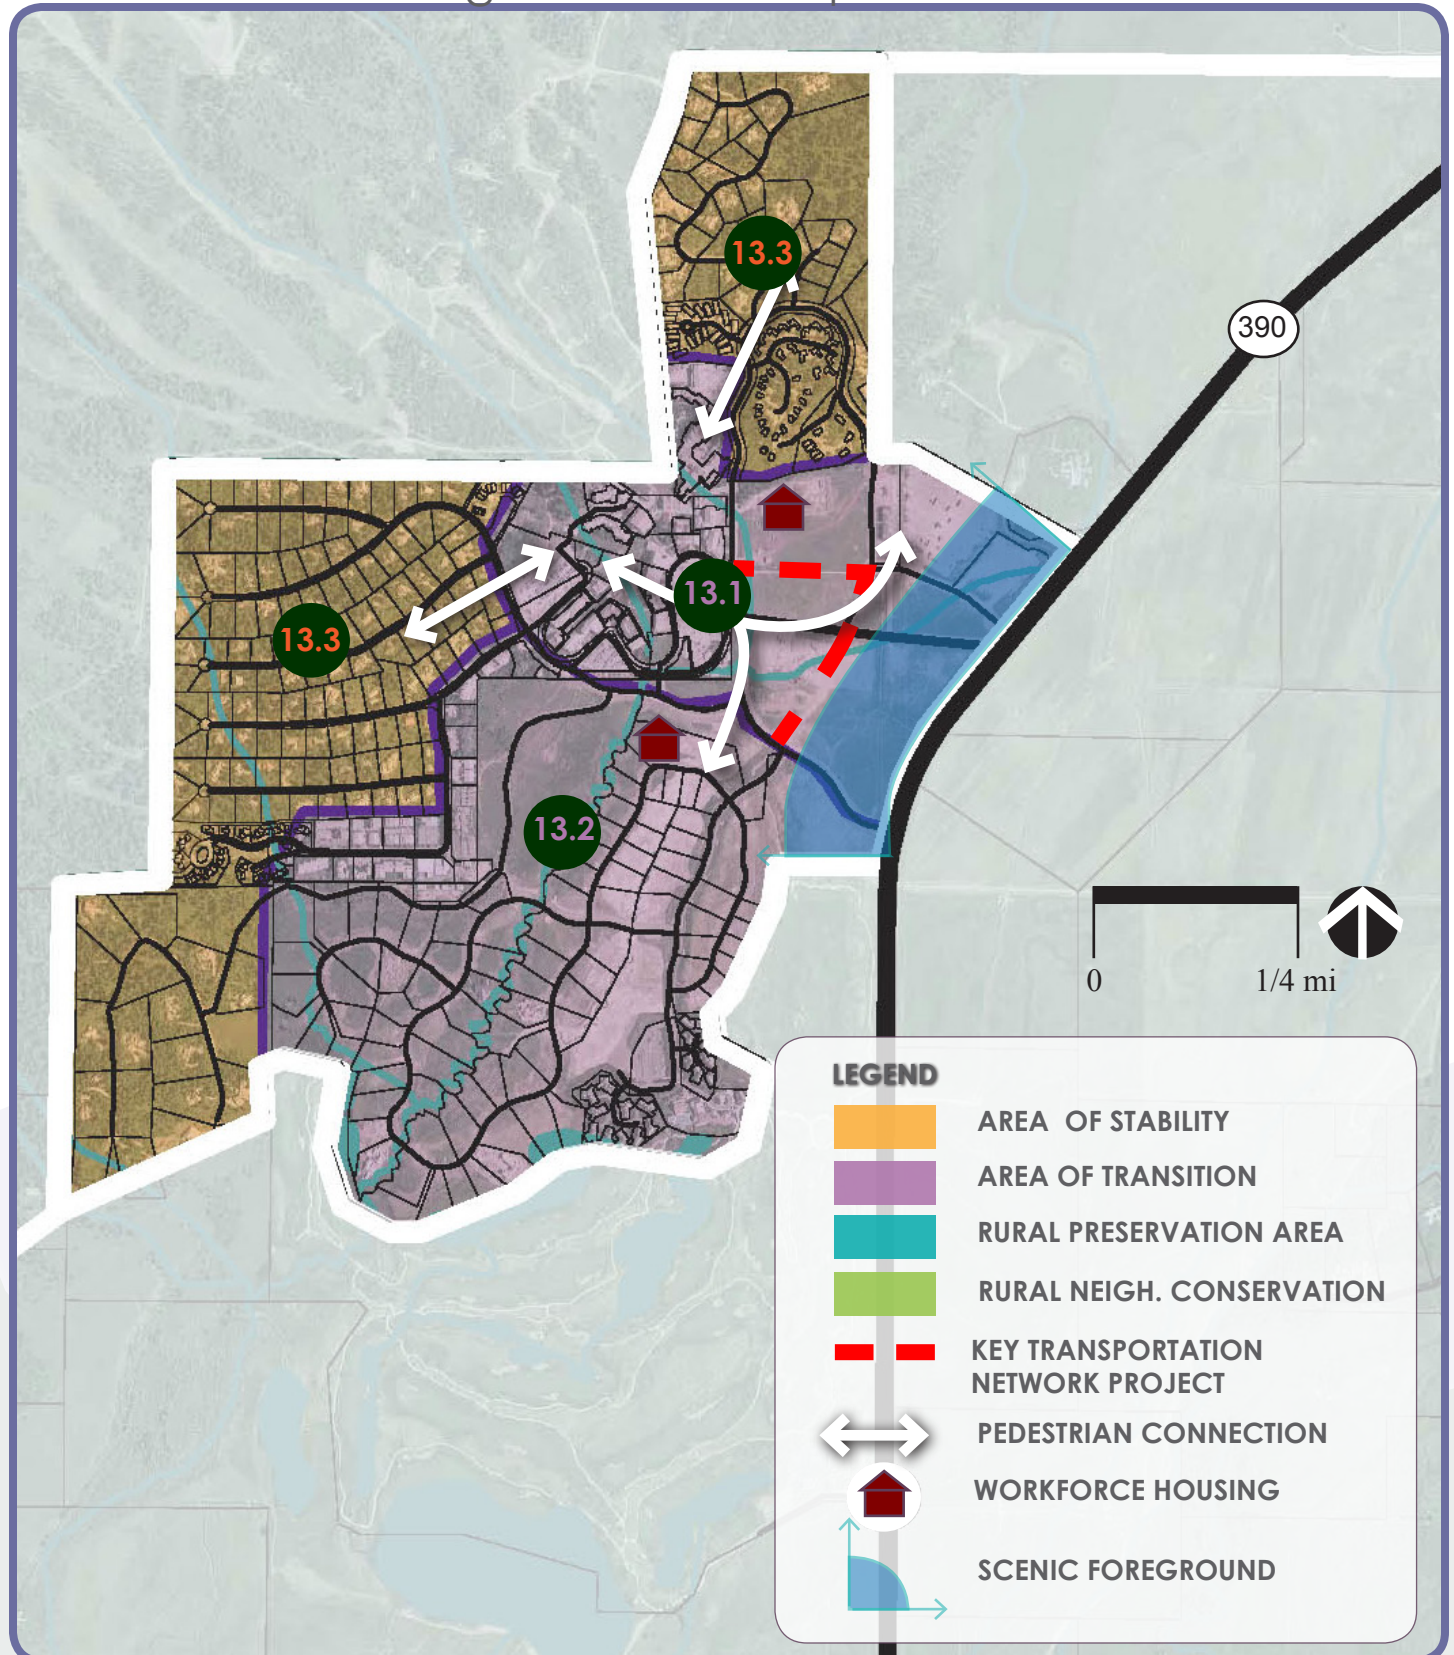 13.3
390
13.1
13.3
13.2
0 1/4 mi
LEGEND
AREA OF STABILITY
AREA OF TRANSITION
RURAL PRESERVATION AREA
RURAL NEIGH. CONSERVATION
KEY TRANSPORTATION
NETWORK PROJECT
PEDESTRIAN CONNECTION
WORKFORCE HOUSING
SCENIC FOREGROUND